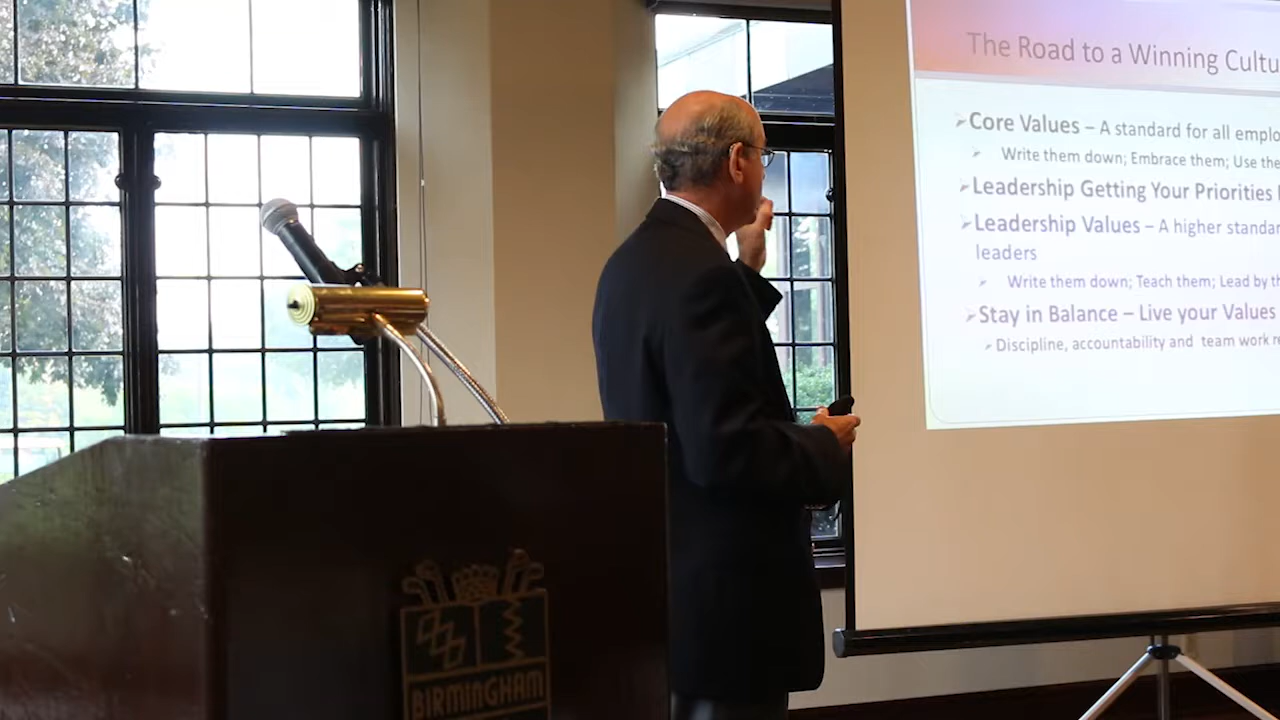 The Road to a Winning Cultu
Core Values – A standard for all emplo
Write them down; Embrace them; Use the
Leadership Getting Your Priorities
Leadership Values – A higher standar
leaders
Write them down; Teach them; Lead by th
Stay in Balance – Live your Values
Discipline, accountability and team work re
BIRMINGHAM